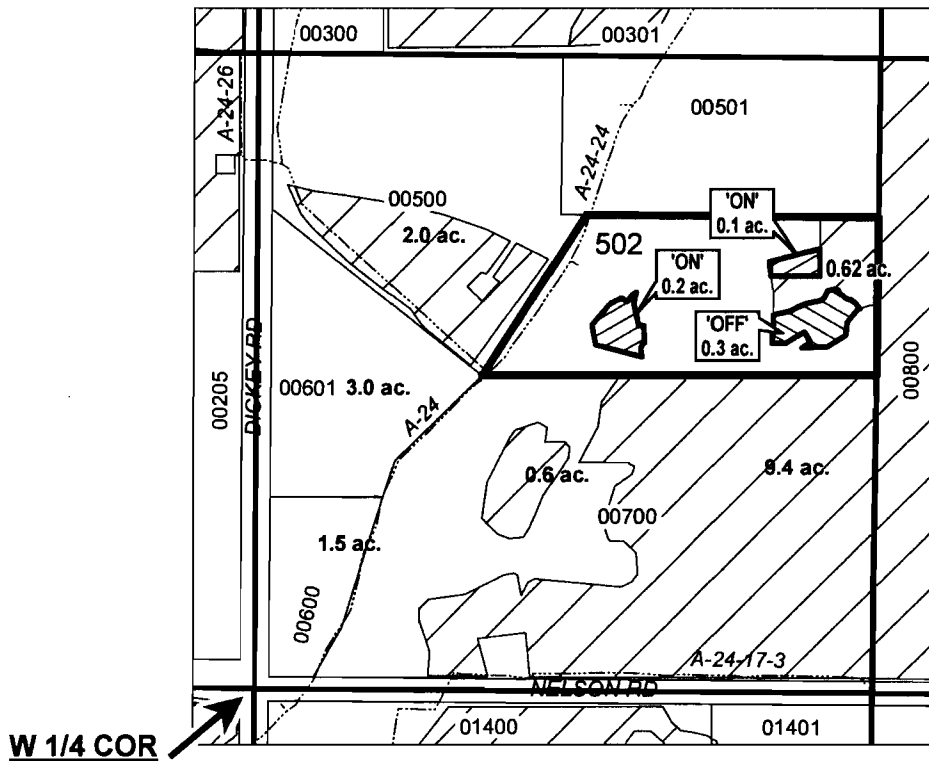 00300
00301
A-24-26
A-24-24
00501
00500
2.0 ac.
'ON'
0.1 ac.
502
'ON'
0.2 ac.
0.62 ac.
'OFF'
0.3 ac.
00205
DICKEY RD
00601 3.0 ac.
00800
A-24
0.6 ac.
9.4 ac.
00700
1.5 ac.
00600
A-24-17-3
NELSON RD
01400
01401
W 1/4 COR